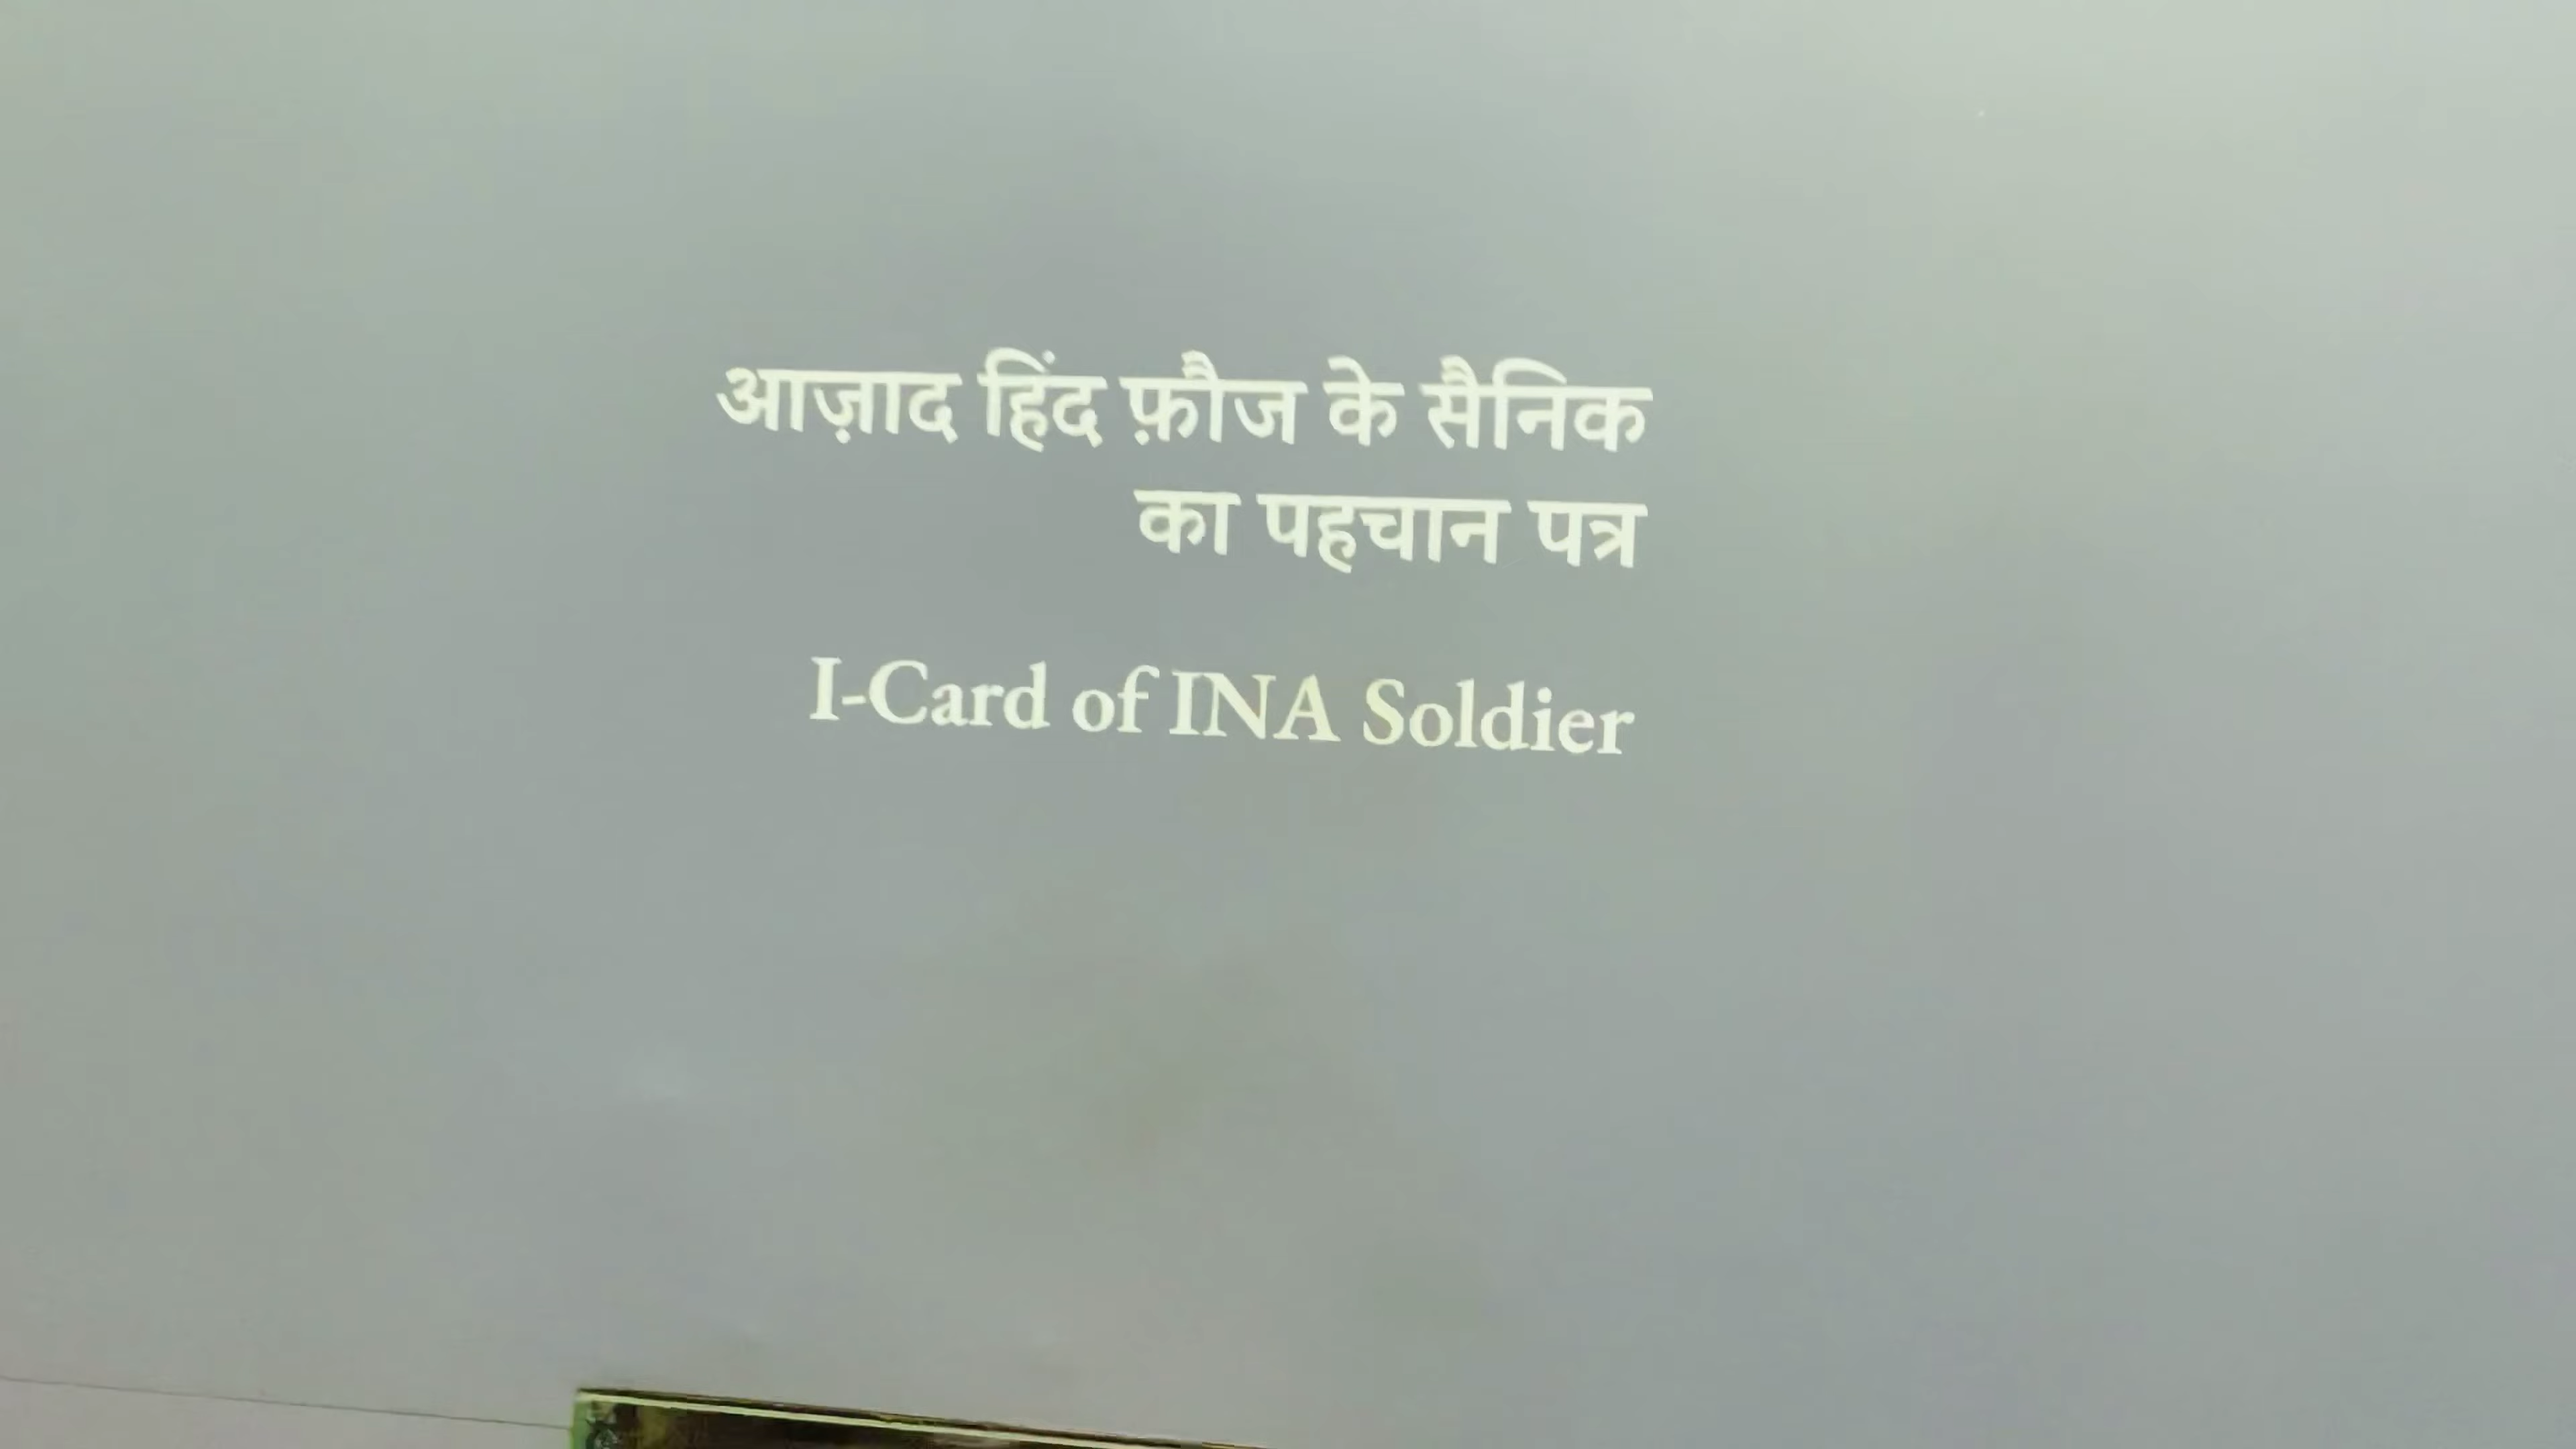 आज़ाद हिंद फ़ौज के सैनिक
का पहचान पत्र
I-Card of INA Soldier